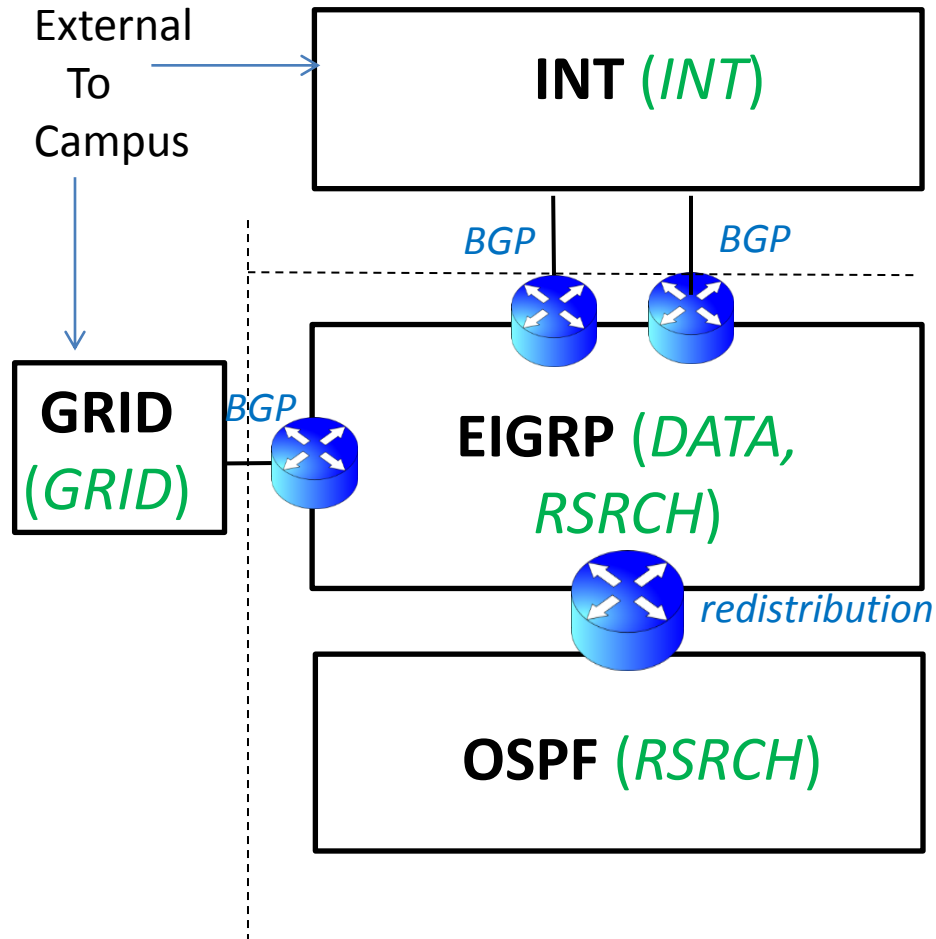 External
To
Campus
INT (INT)
BGP
BGP
GRID
(GRID)
BGP
EIGRP (DATA,
RSRCH)
redistribution
OSPF (RSRCH)